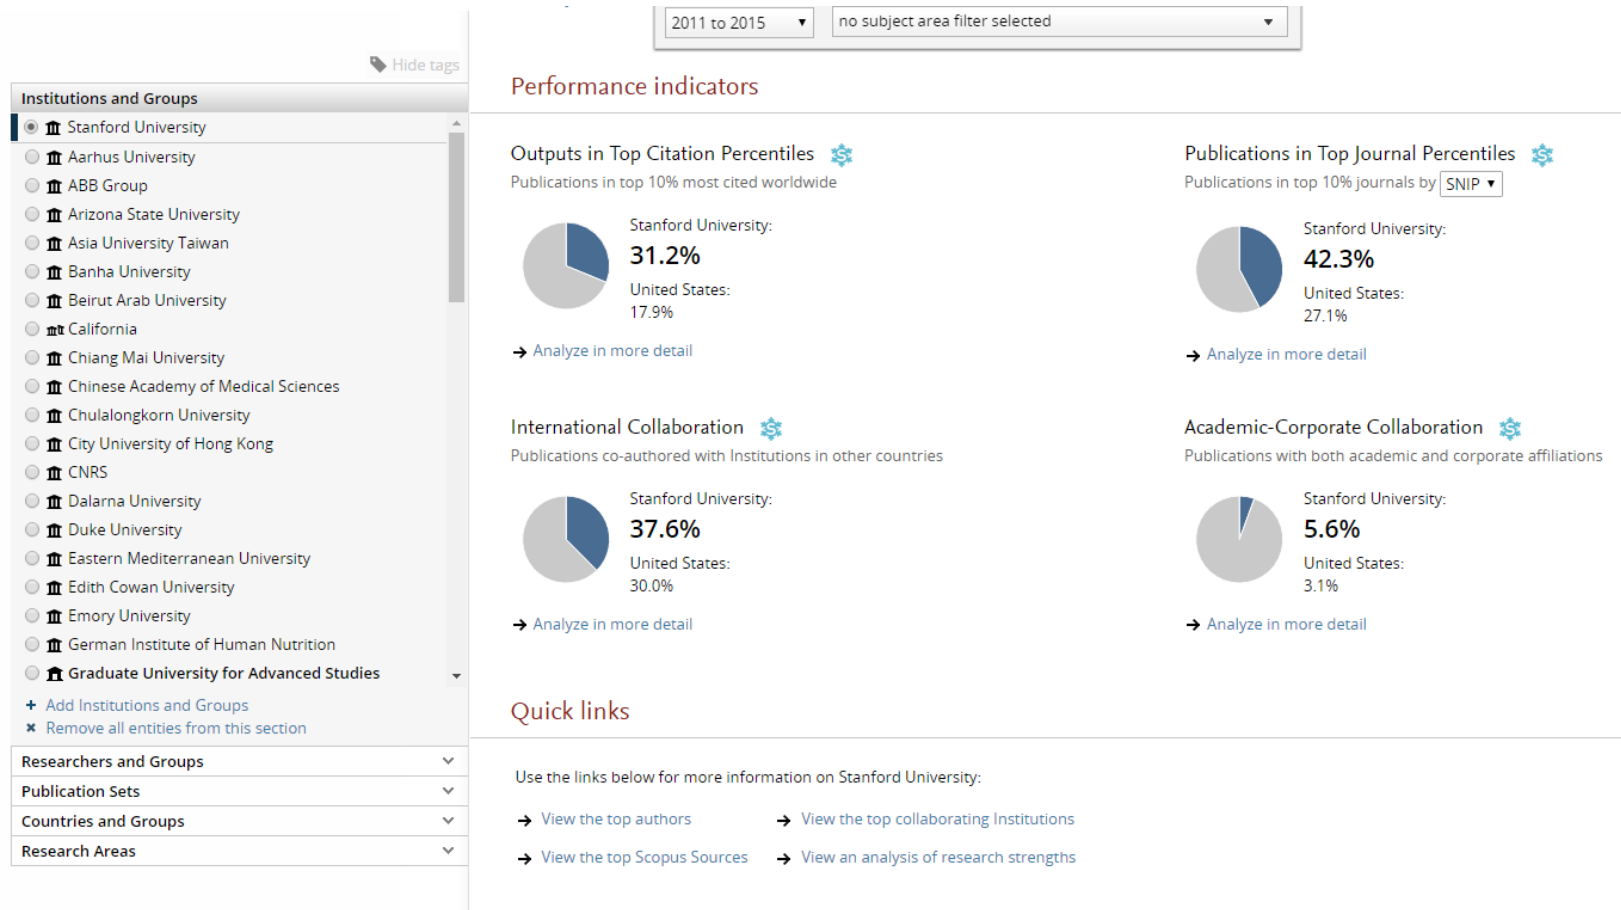 2011 to 2015
no subject area filter selected
Hide tags
Institutions and Groups
Stanford University
Aarhus University
ABB Group
Arizona State University
Asia University Taiwan
Banha University
Beirut Arab University
California
Chiang Mai University
Chinese Academy of Medical Sciences
Chulalongkorn University
City University of Hong Kong
CNRS
Dalarna University
Duke University
Eastern Mediterranean University
Edith Cowan University
Emory University
German Institute of Human Nutrition
Graduate University for Advanced Studies
Add Institutions and Groups
Remove all entities from this section
Researchers and Groups
Publication Sets
Countries and Groups
Research Areas
Performance indicators
Outputs in Top Citation Percentiles
Publications in top 10% most cited worldwide
Stanford University:
31.2%
United States:
17.9%
Analyze in more detail
Publications in Top Journal Percentiles
Publications in top 10% journals by SNIP
Stanford University:
42.3%
United States:
27.1%
Analyze in more detail
International Collaboration
Publications co-authored with Institutions in other countries
Stanford University:
37.6%
United States:
30.0%
Analyze in more detail
Academic-Corporate Collaboration
Publications with both academic and corporate affiliations
Stanford University:
5.6%
United States:
3.1%
Analyze in more detail
Quick links
Use the links below for more information on Stanford University:
View the top authors
View the top collaborating Institutions
View the top Scopus Sources
View an analysis of research strengths